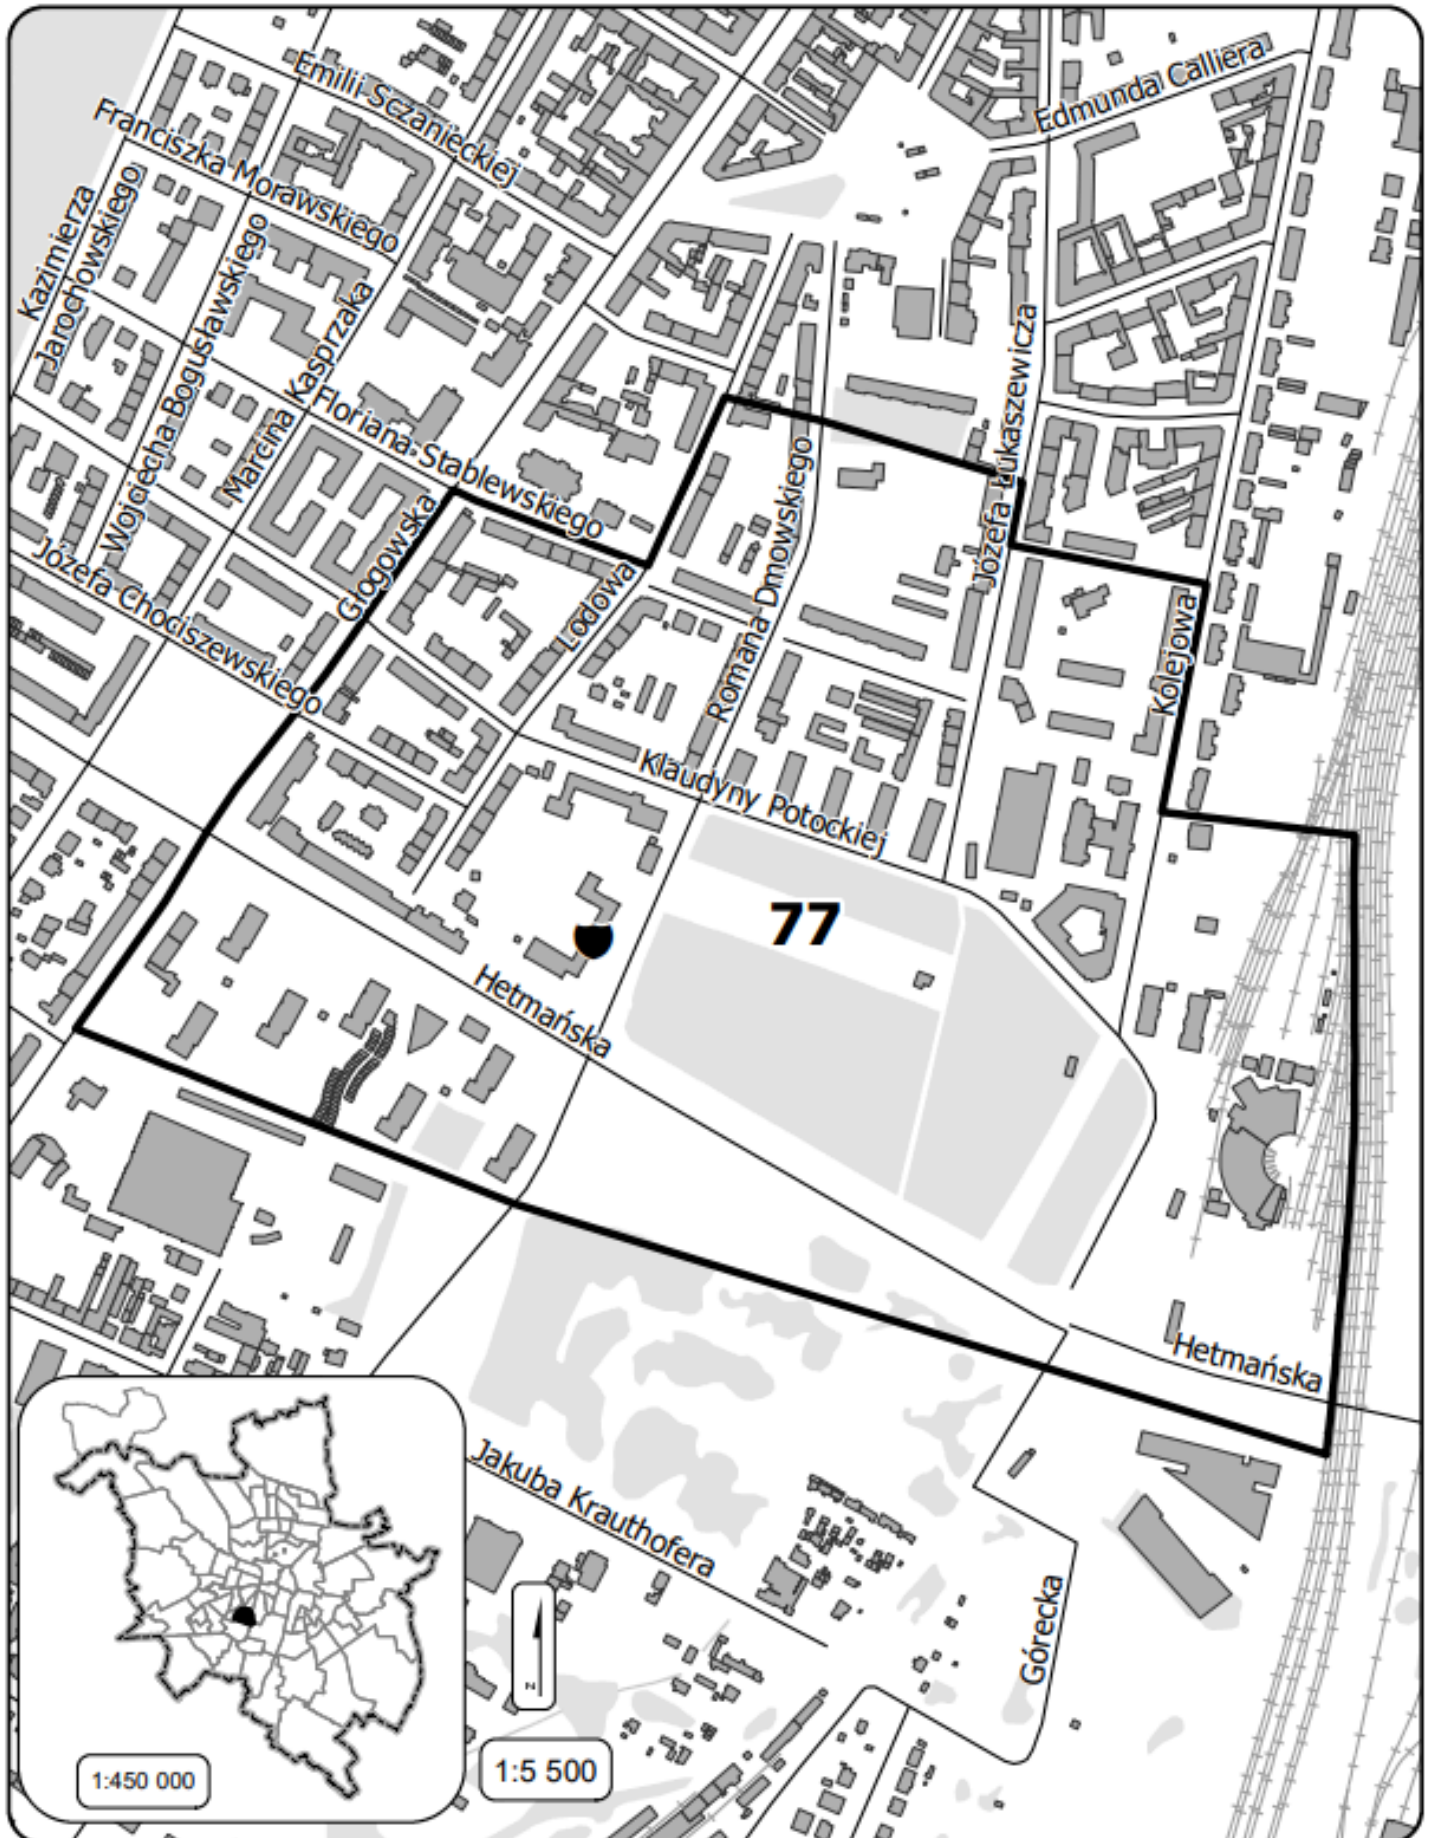 Emilii Sczanieckiej
Edmunda Calliera
Franciszka Morawskiego
Kazimierza
Jarochowskiego
Wojciecha Bogusławskiego
Marcina Kasprzaka
Józefa Łukaszewicza
Floriana Stablewskiego
Głogowska
Romana Dmowskiego
Józefa Chociszewskiego
Lodowa
Kolejowa
Klaudyny Potockiej
77
Hetmańska
Hetmańska
Jakuba Krauthofera
Górecka
N
1:450 000
1:5 500